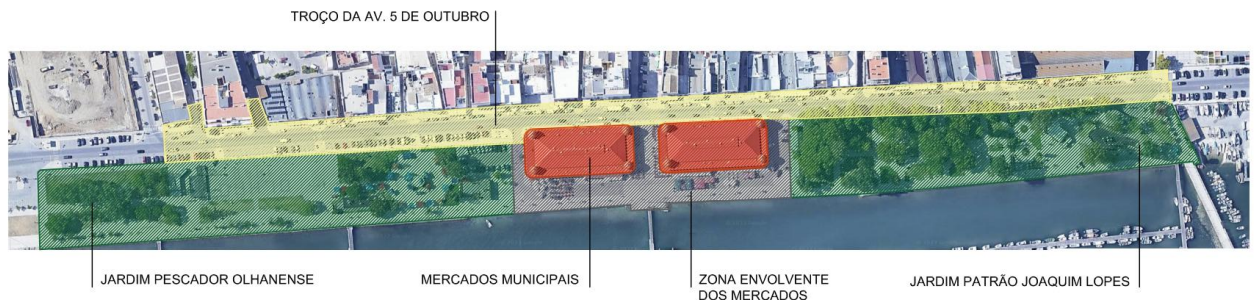 TROÇO DA AV. 5 DE OUTUBRO
JARDIM PESCADOR OLHANENSE
MERCADOS MUNICIPAIS
ZONA ENVOLVENTE
DOS MERCADOS
JARDIM PATRÃO JOAQUIM LOPES